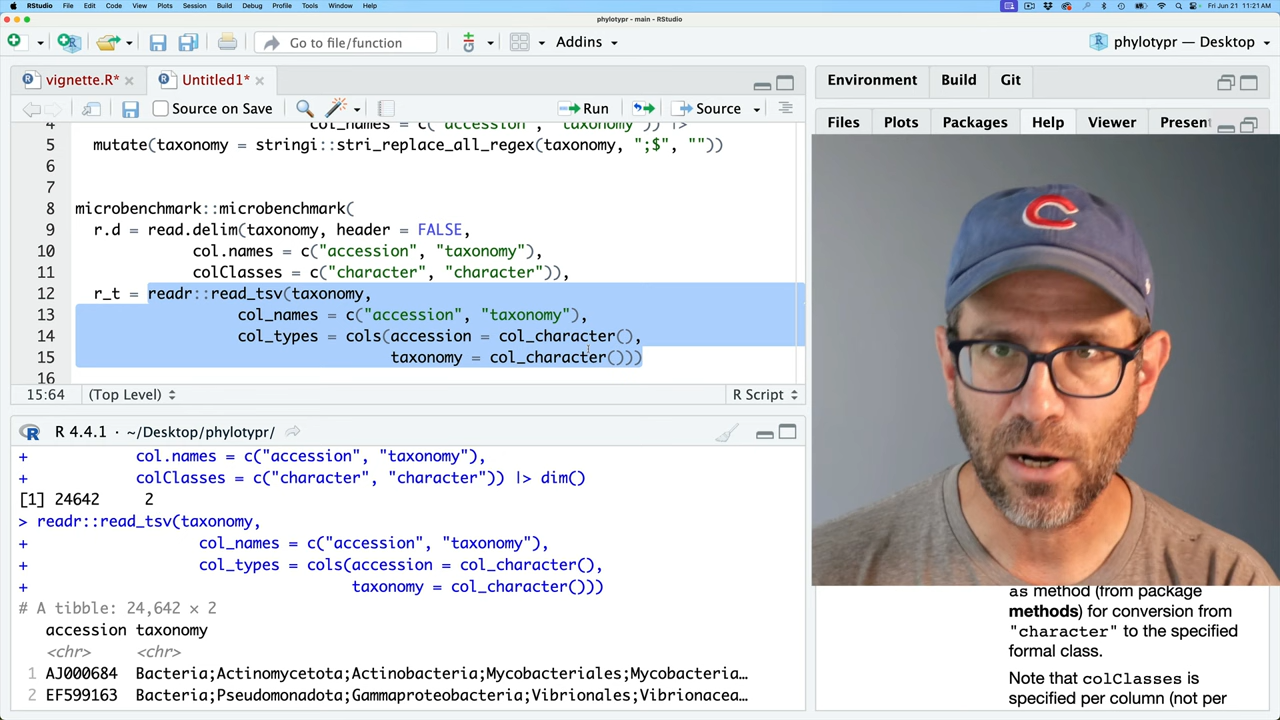 RStudio File Edit Code View Plots Session Build Debug Profile Tools Window Help Fri Jun 21 11:21 AM
phylotypr - main - RStudio
Go to file/function Addins phylotypr — Desktop
vignette.R* Untitled1*
Source on Save Run Source
4 col_names = c("accession", "taxonomy")) |>
5 mutate(taxonomy = stringi::stri_replace_all_regex(taxonomy, ";$", ""))
6
7
8 microbenchmark::microbenchmark(
9 r.d = read.delim(taxonomy, header = FALSE,
10 col.names = c("accession", "taxonomy"),
11 colClasses = c("character", "character")),
12 r_t = readr::read_tsv(taxonomy,
13 col_names = c("accession", "taxonomy"),
14 col_types = cols(accession = col_character(),
15 taxonomy = col_character()))
16
15:64 (Top Level) R Script
R 4.4.1 · ~/Desktop/phylotypr/
+ col.names = c("accession", "taxonomy"),
+ colClasses = c("character", "character")) |> dim()
[1] 24642 2
> readr::read_tsv(taxonomy,
+ col_names = c("accession", "taxonomy"),
+ col_types = cols(accession = col_character(),
+ taxonomy = col_character()))
# A tibble: 24,642 × 2
accession taxonomy
<chr> <chr>
1 AJ000684 Bacteria;Actinomycetota;Actinobacteria;Mycobacteriales;Mycobacteria…
2 EF599163 Bacteria;Pseudomonadota;Gammaproteobacteria;Vibrionales;Vibrionacea…
Environment Build Git
Files Plots Packages Help Viewer Present
C
as method (from package
methods) for conversion from
"character" to the specified
formal class.
Note that colClasses is
specified per column (not per